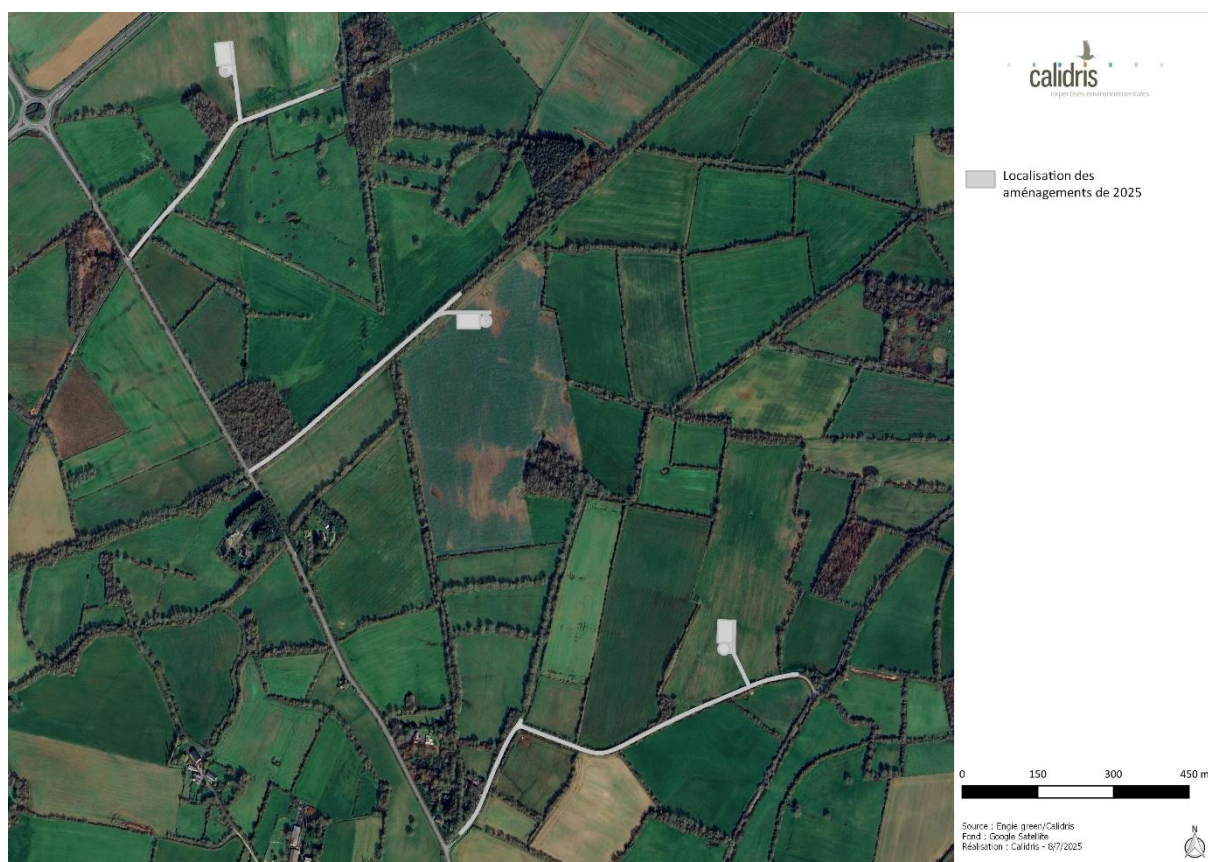 calidris
expertises environnementales
Localisation des
aménagements de 2025
0 150 300 450 m
Source : Engie green/Calidris
Fond : Google Satellite
Réalisation : Calidris - 8/7/2025
N